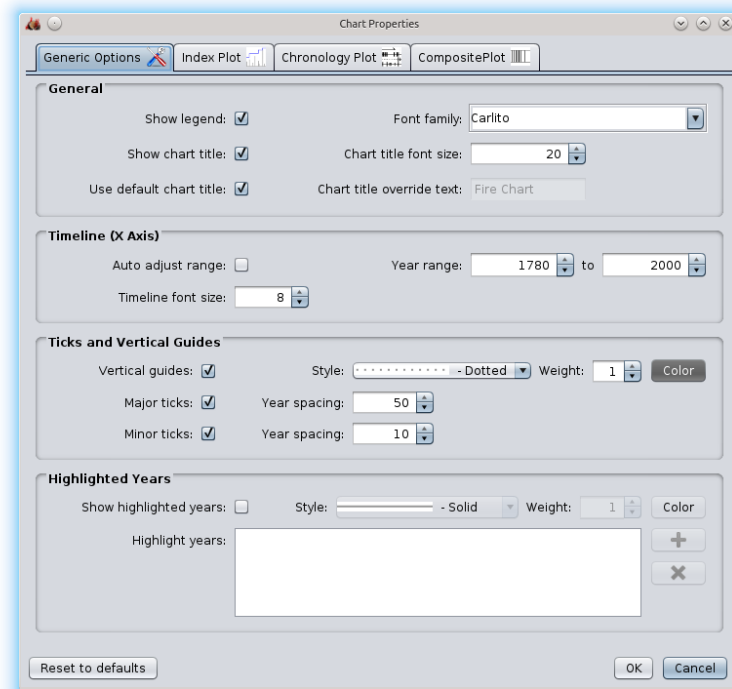 Chart Properties
Generic Options Index Plot Chronology Plot CompositePlot
General
Show legend: Font family: Carlito
Show chart title: Chart title font size: 20
Use default chart title: Chart title override text: Fire Chart
Timeline (X Axis)
Auto adjust range: Year range: 1780 to 2000
Timeline font size: 8
Ticks and Vertical Guides
Vertical guides: Style: - Dotted Weight: 1 Color
Major ticks: Year spacing: 50
Minor ticks: Year spacing: 10
Highlighted Years
Show highlighted years: Style: - Solid Weight: 1 Color
Highlight years:
Reset to defaults OK Cancel